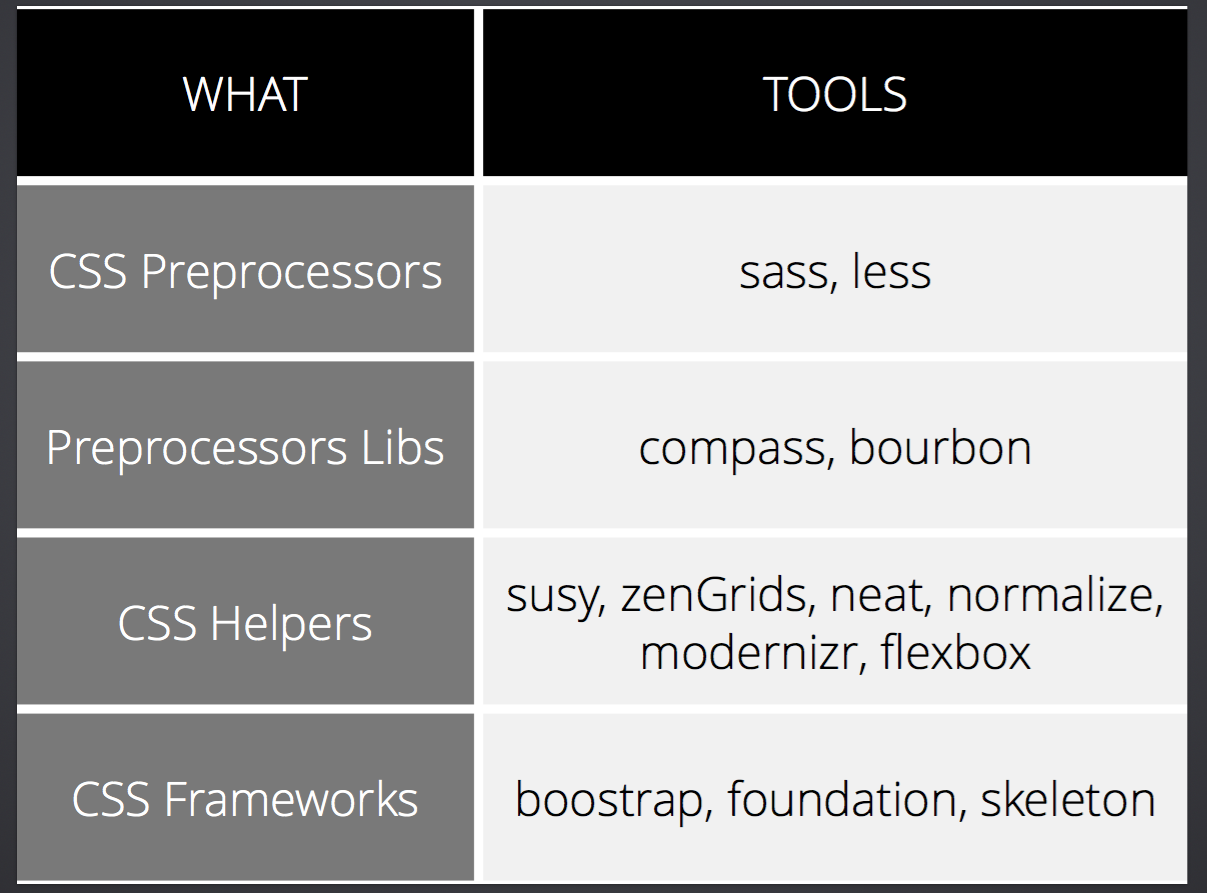 WHAT
TOOLS
CSS Preprocessors
sass, less
Preprocessors Libs
compass, bourbon
CSS Helpers
susy, zenGrids, neat, normalize,
modernizr, flexbox
CSS Frameworks
boostrap, foundation, skeleton